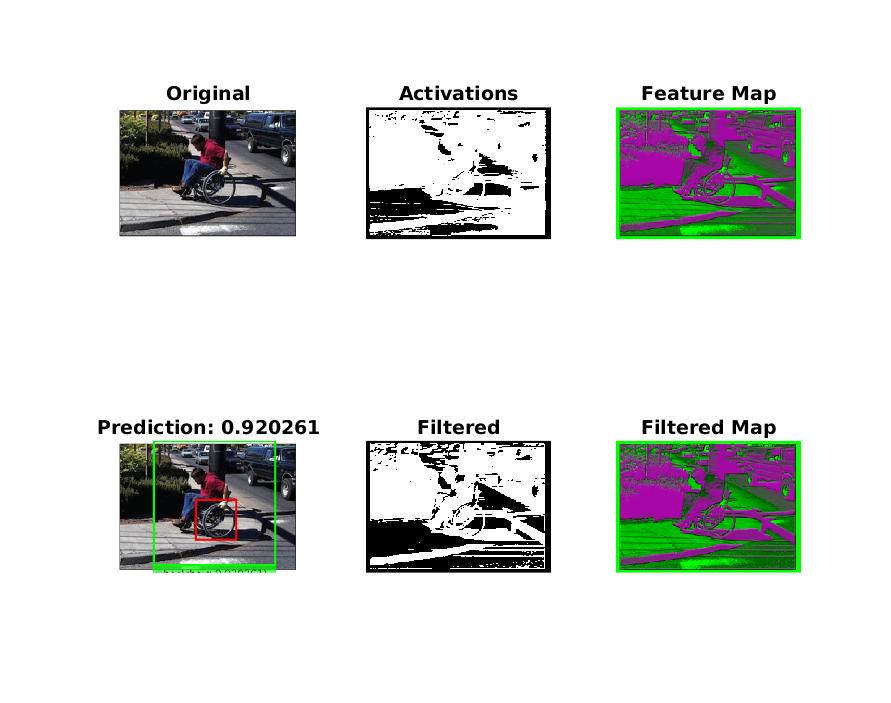 Original
Activations
Feature Map
Prediction: 0.920261
Filtered
Filtered Map